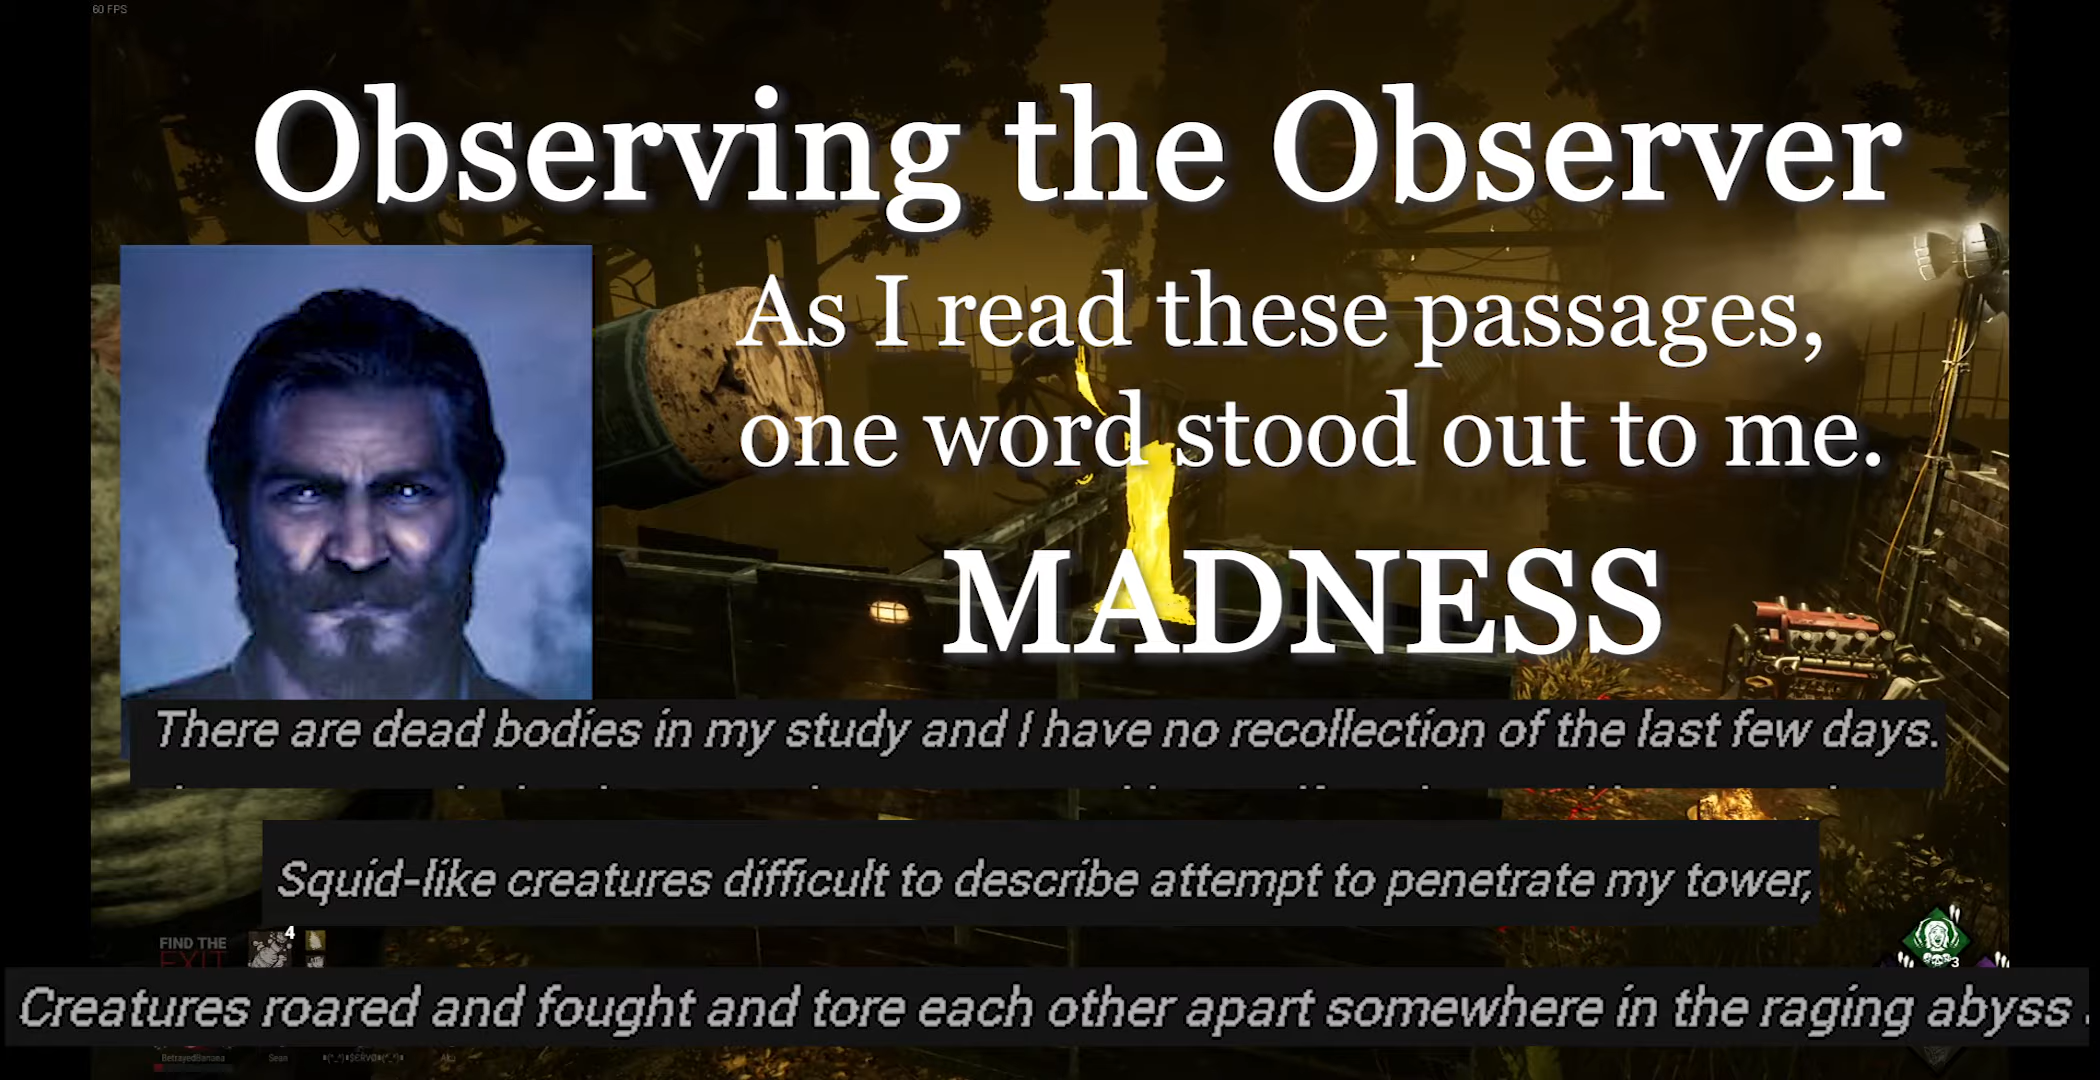 60 FPS
Observing the Observer
As I read these passages,
one word stood out to me.
MADNESS
There are dead bodies in my study and I have no recollection of the last few days.
Squid-like creatures difficult to describe attempt to penetrate my tower,
4
FIND THE
EXIT
3
Creatures roared and fought and tore each other apart somewhere in the raging abyss.
BetrayedBanana
Sean